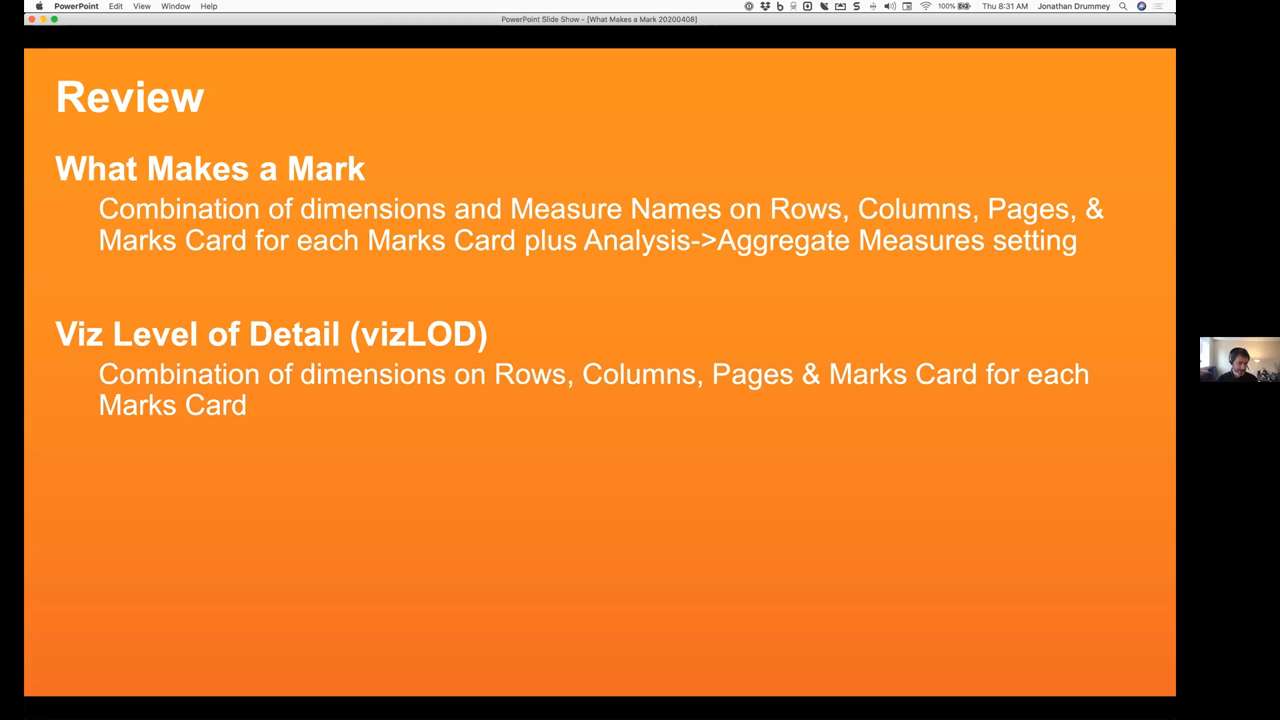 PowerPoint Edit View Window Help 100% Thu 8:31 AM Jonathan Drummey
PowerPoint Slide Show - [What Makes a Mark 20200408]
Review
What Makes a Mark
Combination of dimensions and Measure Names on Rows, Columns, Pages, &
Marks Card for each Marks Card plus Analysis->Aggregate Measures setting
Viz Level of Detail (vizLOD)
Combination of dimensions on Rows, Columns, Pages & Marks Card for each
Marks Card